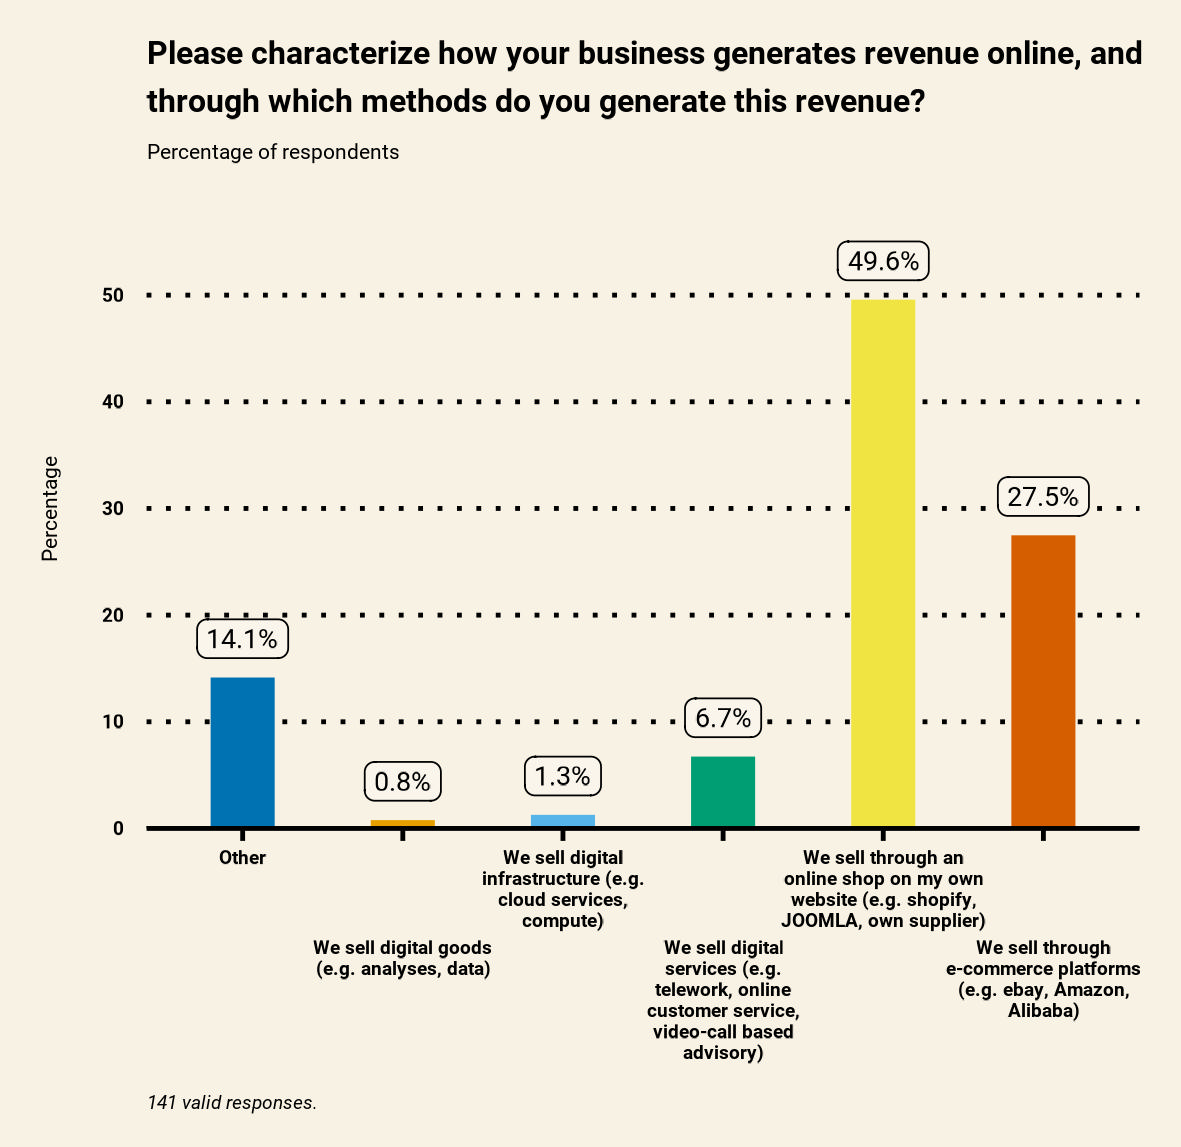 Please characterize how your business generates revenue online, and
through which methods do you generate this revenue?
Percentage of respondents
Percentage
50
40
30
20
10
0
14.1%
0.8%
1.3%
6.7%
49.6%
27.5%
Other
We sell digital goods
(e.g. analyses, data)
We sell digital
infrastructure (e.g.
cloud services,
compute)
We sell digital
services (e.g.
telework, online
customer service,
video-call based
advisory)
We sell through an
online shop on my own
website (e.g. shopify,
JOOMLA, own supplier)
We sell through
e-commerce platforms
(e.g. ebay, Amazon,
Alibaba)
141 valid responses.